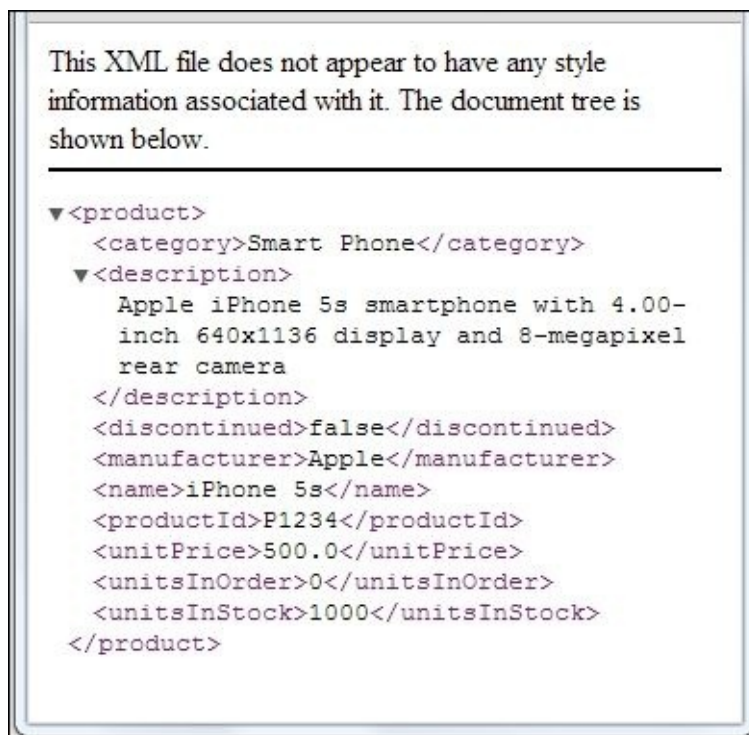 This XML file does not appear to have any style
information associated with it. The document tree is
shown below.
▼<product>
<category>Smart Phone</category>
▼<description>
Apple iPhone 5s smartphone with 4.00-
inch 640x1136 display and 8-megapixel
rear camera
</description>
<discontinued>false</discontinued>
<manufacturer>Apple</manufacturer>
<name>iPhone 5s</name>
<productId>P1234</productId>
<unitPrice>500.0</unitPrice>
<unitsInOrder>0</unitsInOrder>
<unitsInStock>1000</unitsInStock>
</product>